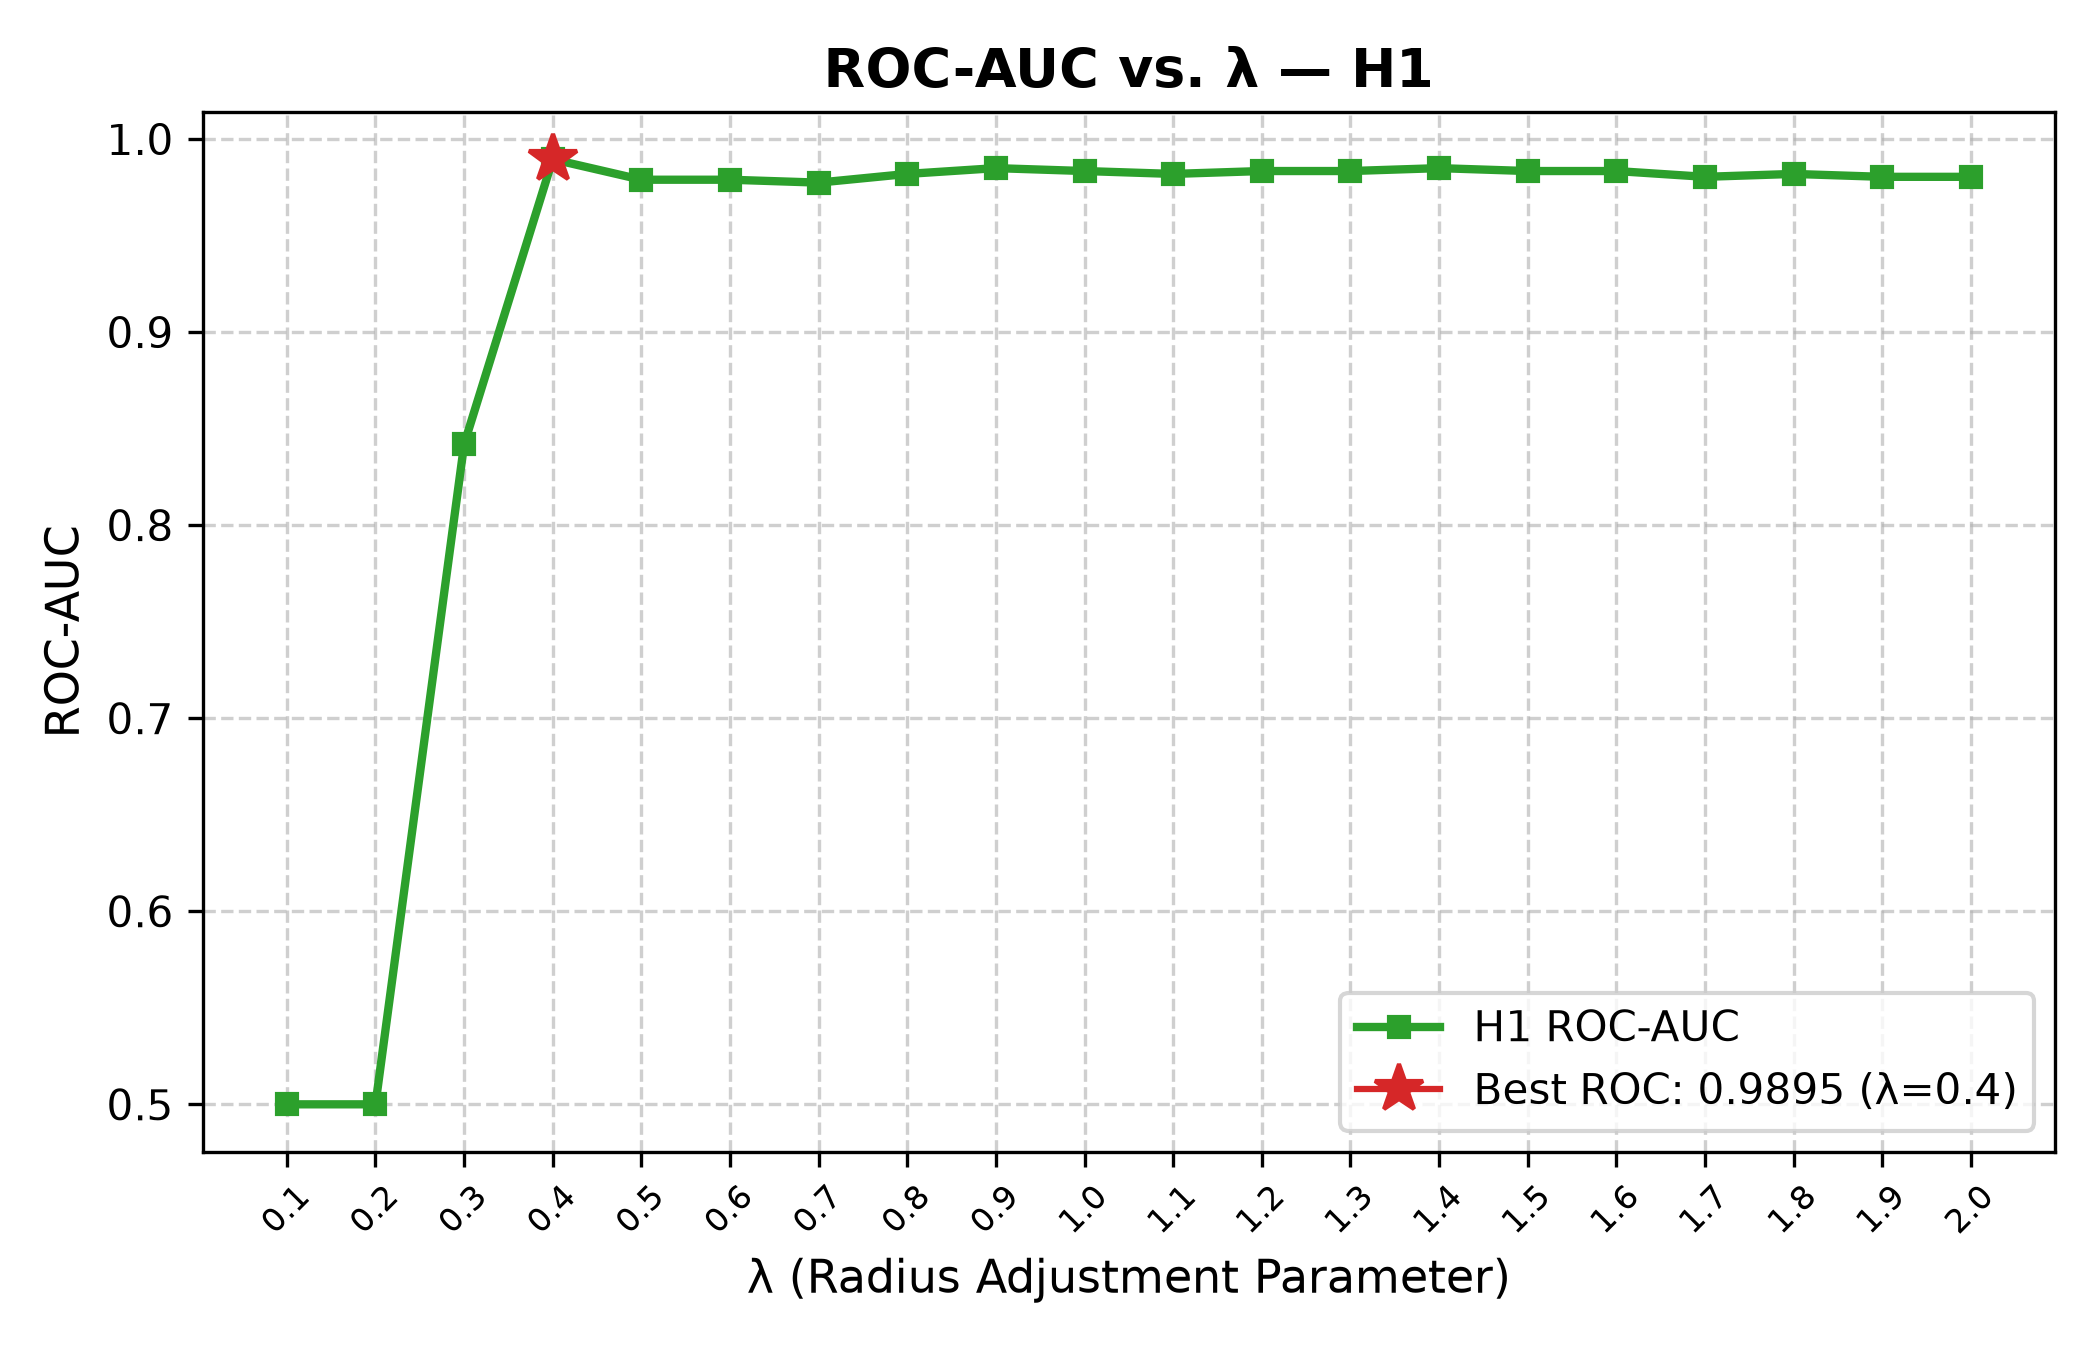 ROC-AUC vs. λ — H1
1.0
0.9
0.8
0.7
0.6
0.5
ROC-AUC
H1 ROC-AUC
Best ROC: 0.9895 (λ=0.4)
0.1 0.2 0.3 0.4 0.5 0.6 0.7 0.8 0.9 1.0 1.1 1.2 1.3 1.4 1.5 1.6 1.7 1.8 1.9 2.0
λ (Radius Adjustment Parameter)